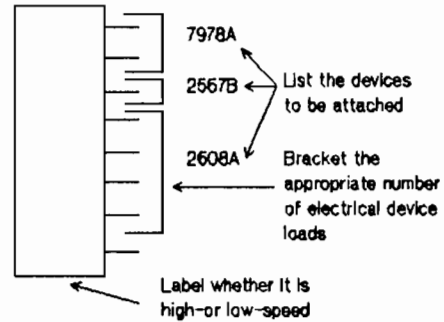 7978A
2567B
List the devices
to be attached
2608A
Bracket the
appropriate number
of electrical device
loads
Label whether it is
high-or low-speed